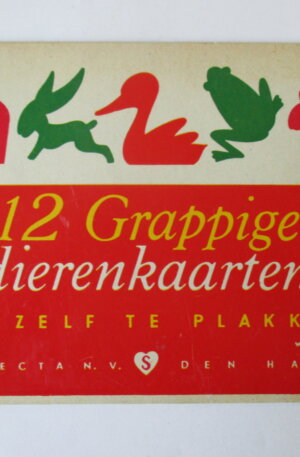 12 Grappige
dierenkaarten
ZELF TE PLAKK
ECTA N.V. S DEN HA